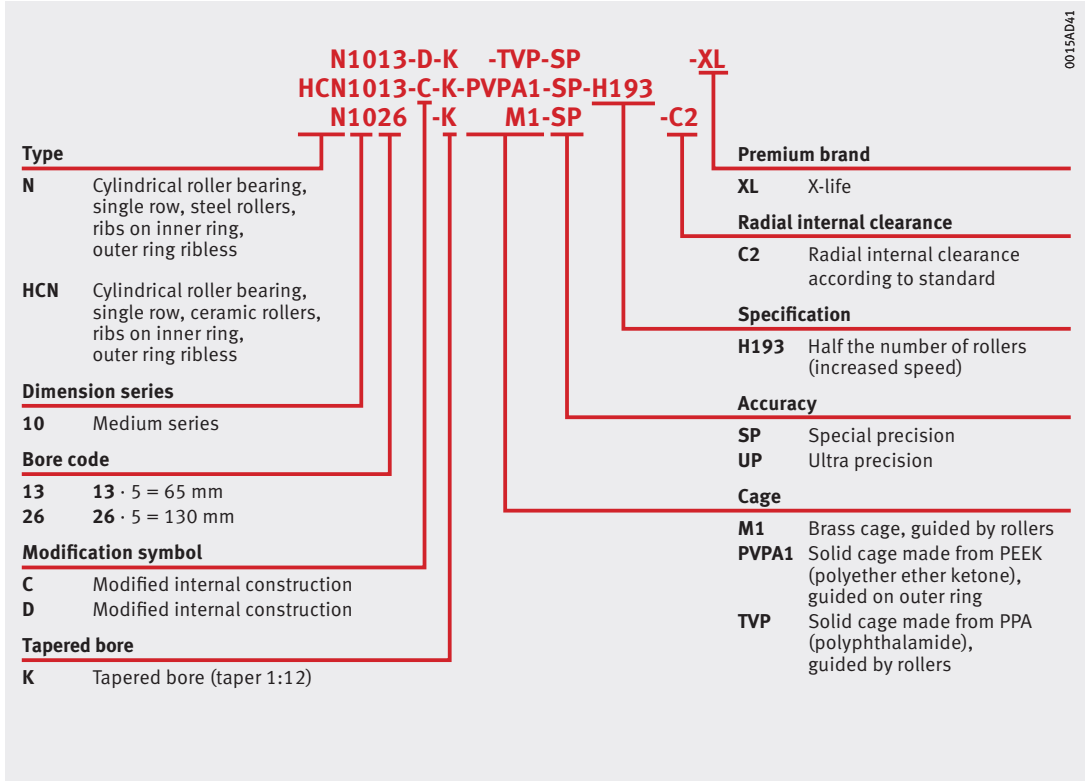 0015AD41
N1013-D-K -TVP-SP -XL
HCN1013-C-K-PVPA1-SP-H193
N1026 -K M1-SP -C2
Type
N Cylindrical roller bearing,
single row, steel rollers,
ribs on inner ring,
outer ring ribless
HCN Cylindrical roller bearing,
single row, ceramic rollers,
ribs on inner ring,
outer ring ribless
Dimension series
10 Medium series
Bore code
13 13 · 5 = 65 mm
26 26 · 5 = 130 mm
Modification symbol
C Modified internal construction
D Modified internal construction
Tapered bore
K Tapered bore (taper 1:12)
Premium brand
XL X-life
Radial internal clearance
C2 Radial internal clearance
according to standard
Specification
H193 Half the number of rollers
(increased speed)
Accuracy
SP Special precision
UP Ultra precision
Cage
M1 Brass cage, guided by rollers
PVPA1 Solid cage made from PEEK
(polyether ether ketone),
guided on outer ring
TVP Solid cage made from PPA
(polyphthalamide),
guided by rollers